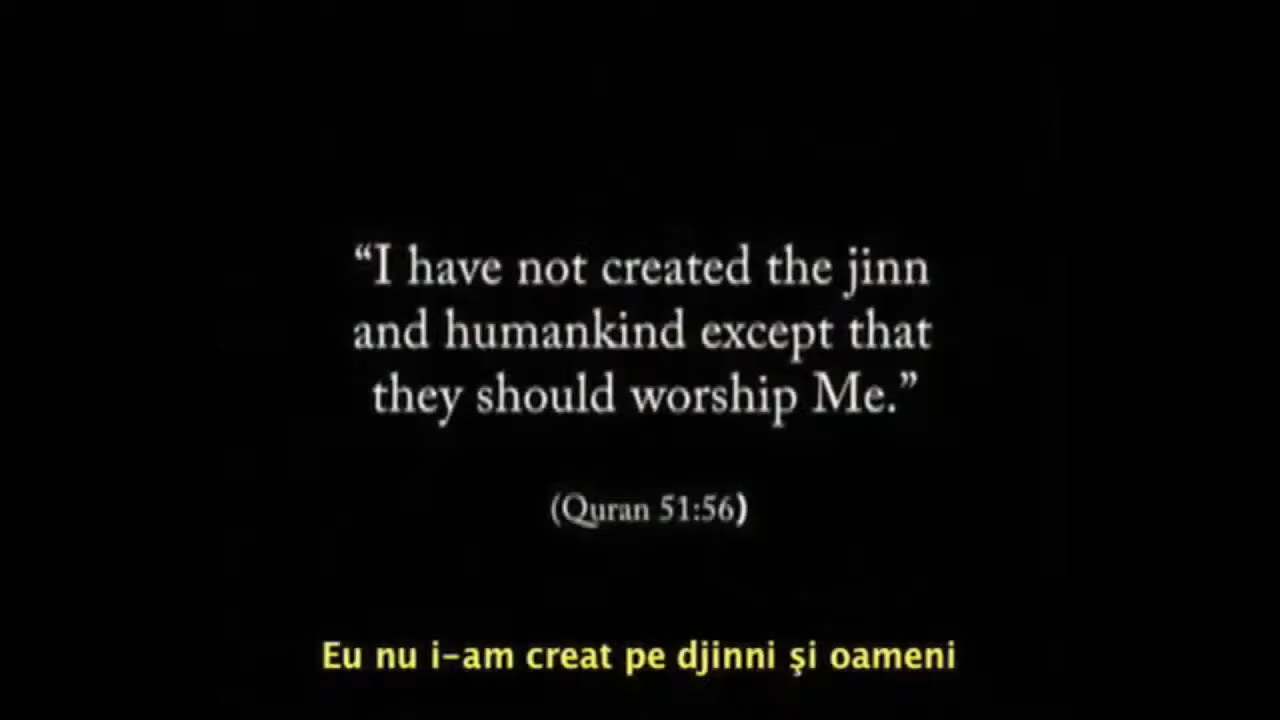 “I have not created the jinn
and humankind except that
they should worship Me.”
(Quran 51:56)
Eu nu i-am creat pe djinni şi oameni